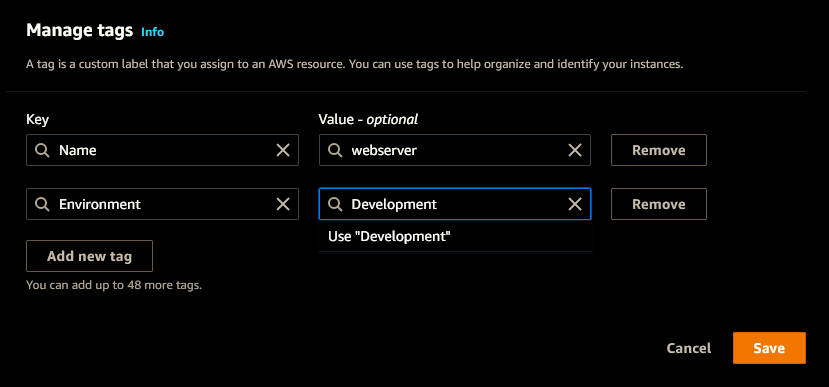 Manage tags Info
A tag is a custom label that you assign to an AWS resource. You can use tags to help organize and identify your instances.
Key Value - optional
Name webserver Remove
Environment Development Remove
Use "Development"
Add new tag
You can add up to 48 more tags.
Cancel Save